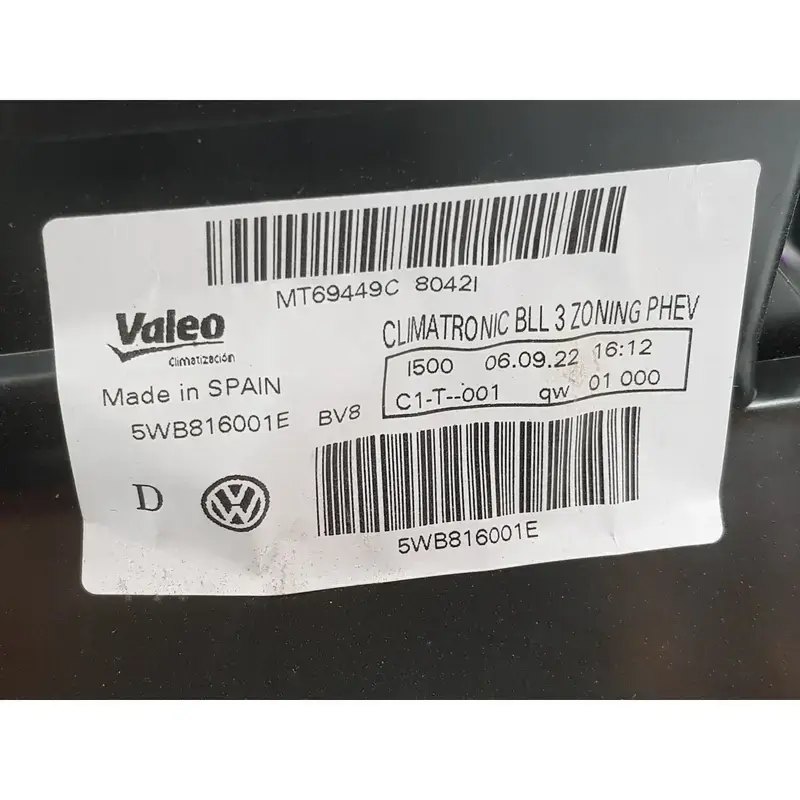 MT69449C 8042I
Valeo
Climatización
CLIMATRONIC BLL 3 ZONING PHEV
I500 06.09.22 16:12
C1-T--001 qw 01 000
Made in SPAIN
5WB816001E BV8
D
5WB816001E